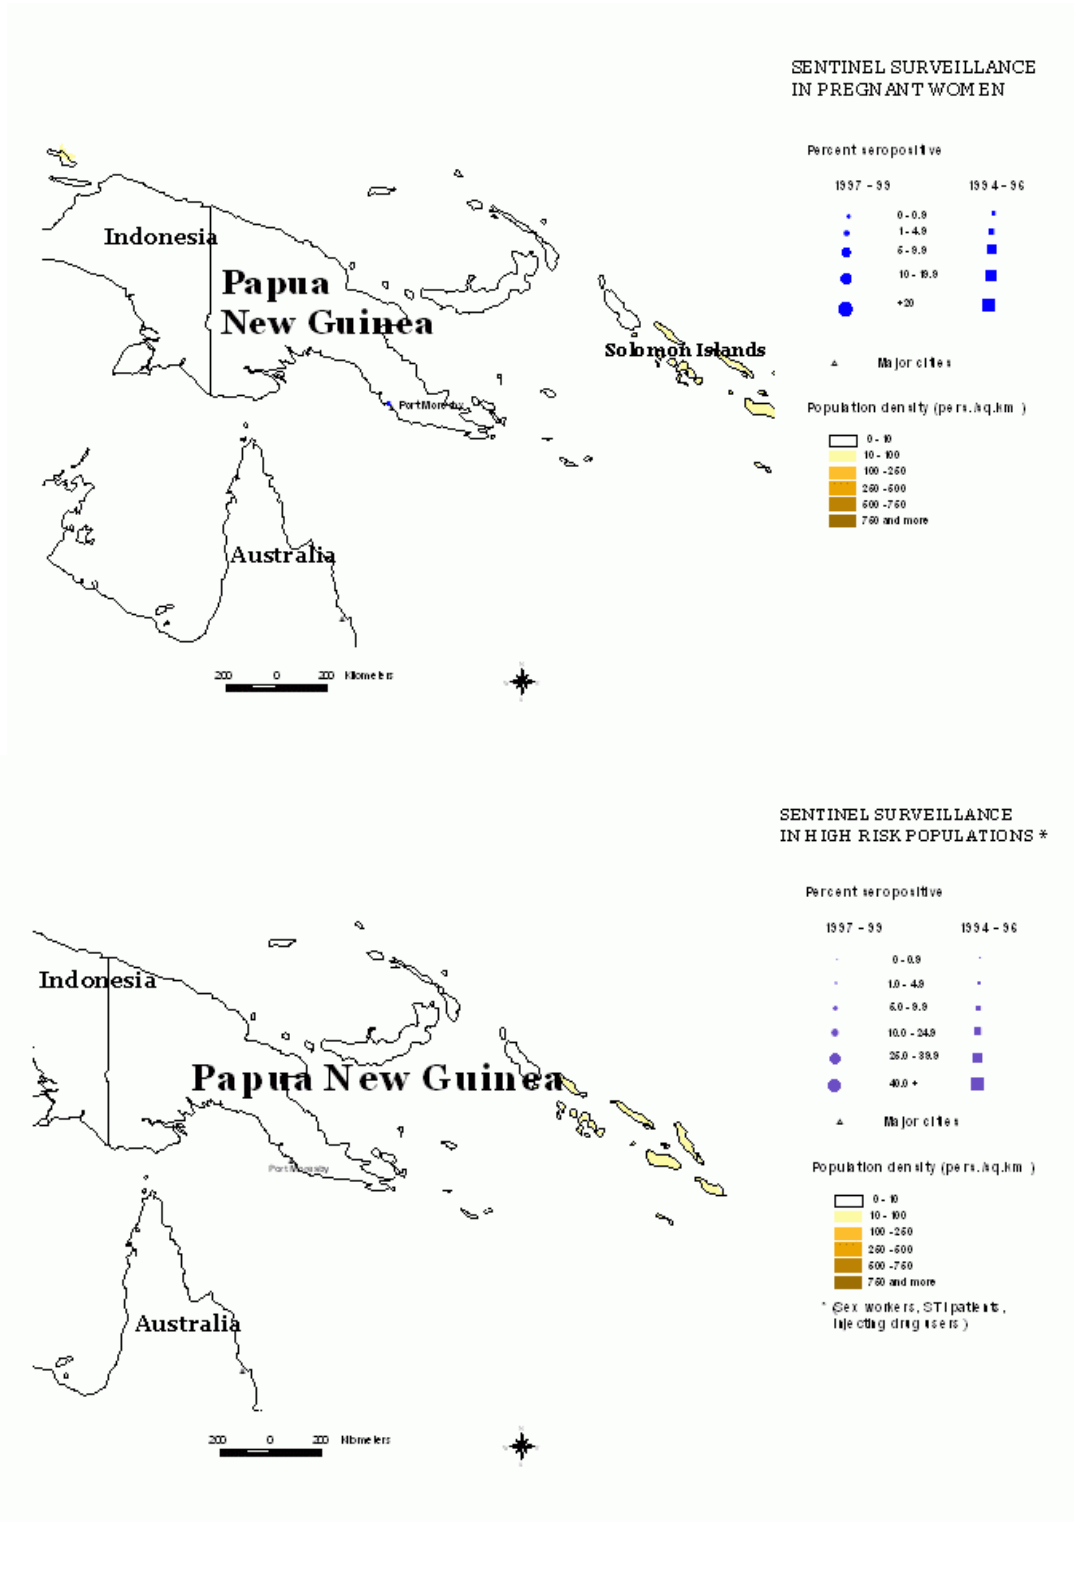 SENTINEL SURVEILLANCE
IN PREGNANT WOMEN
Percent seropositive
1997 - 99 1994 - 96
0 - 0.9
1 - 4.9
5 - 9.9
10 - 19.9
+20
Major cities
Population density (pers./sq.km )
0 - 10
10 - 100
100 - 250
250 - 500
500 - 750
750 and more
Indonesia
Papua
New Guinea
Solomon Islands
Port Moresby
Australia
200 0 200 Kilometers
SENTINEL SURVEILLANCE
IN HIGH RISK POPULATIONS *
Percent seropositive
1997 - 99 1994 - 96
0 - 0.9
1.0 - 4.9
5.0 - 9.9
10.0 - 24.9
25.0 - 39.9
40.0 +
Major cities
Population density (pers./sq.km )
0 - 10
10 - 100
100 - 250
250 - 500
500 - 750
750 and more
* (Sex workers, STI patients,
Injecting drug users)
Indonesia
Papua New Guinea
Port Moresby
Australia
200 0 200 Kilometers